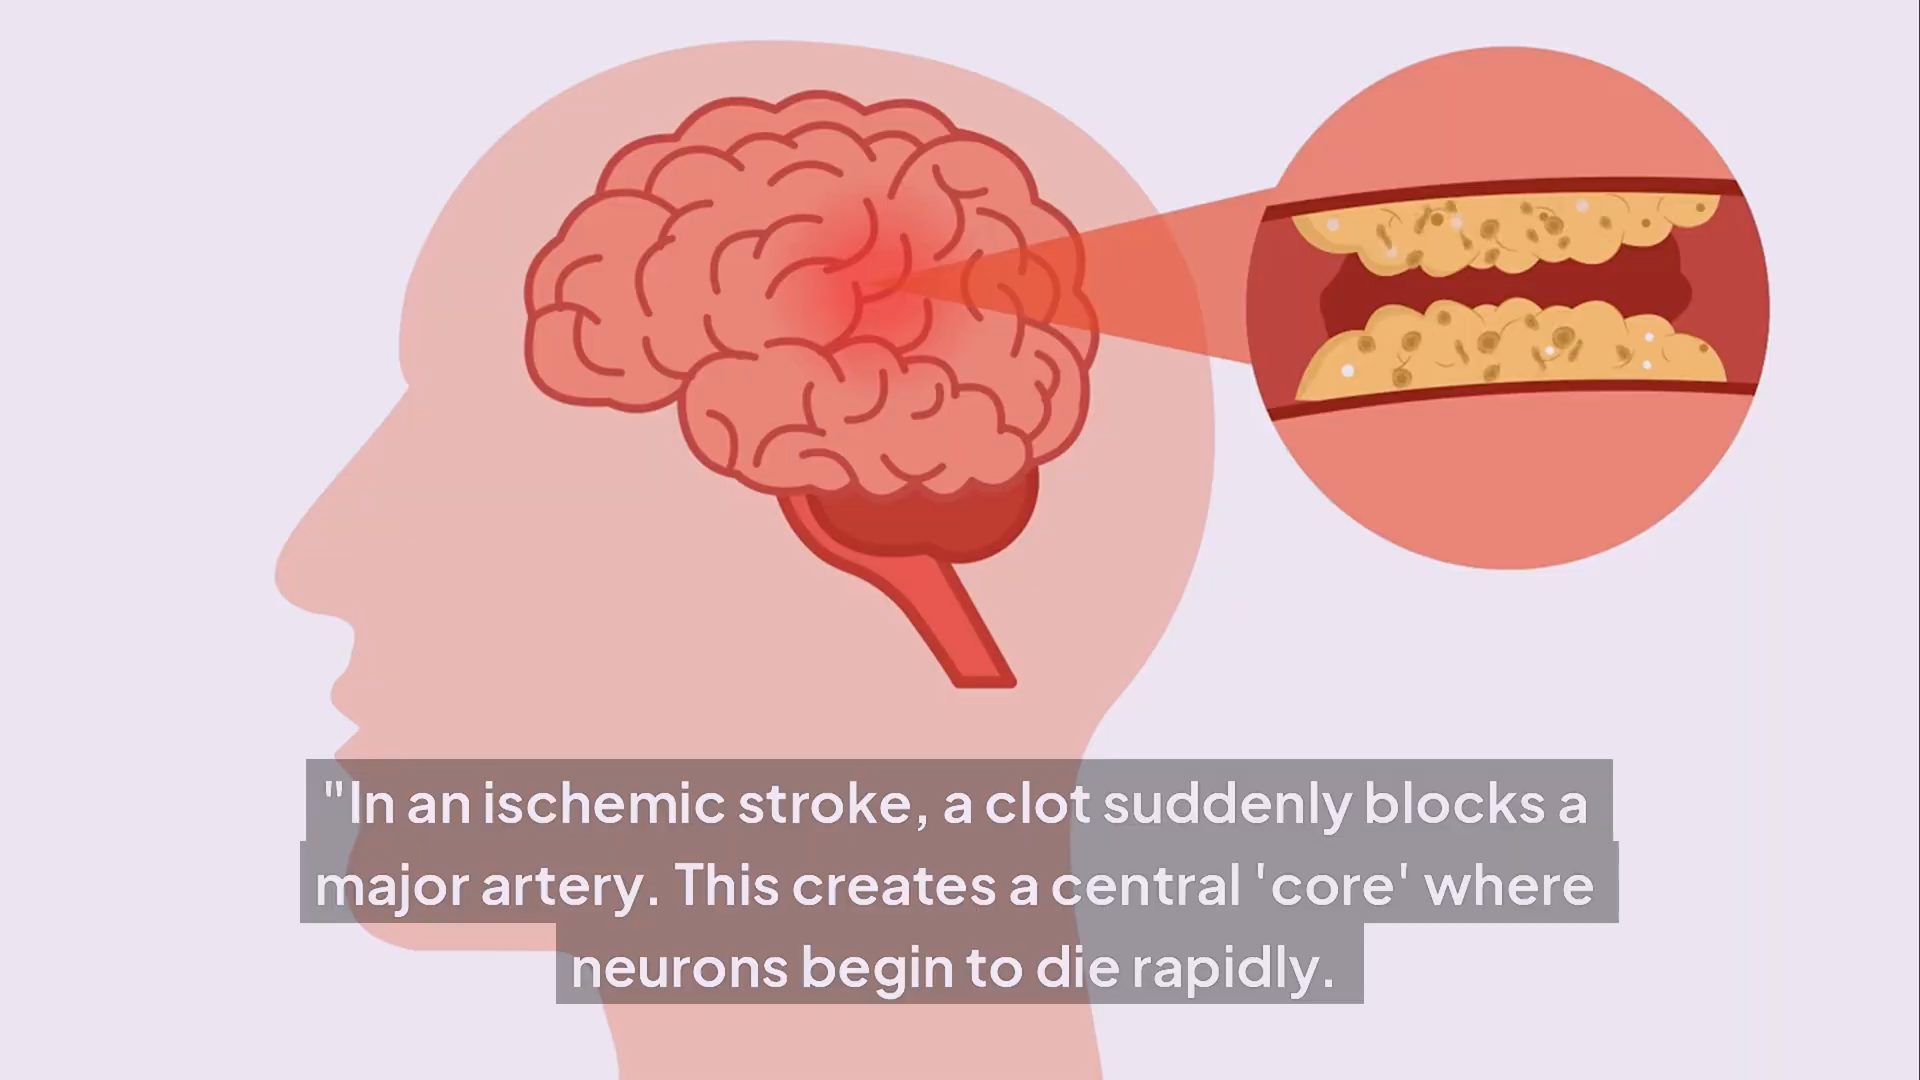 "In an ischemic stroke, a clot suddenly blocks a
major artery. This creates a central 'core' where
neurons begin to die rapidly.